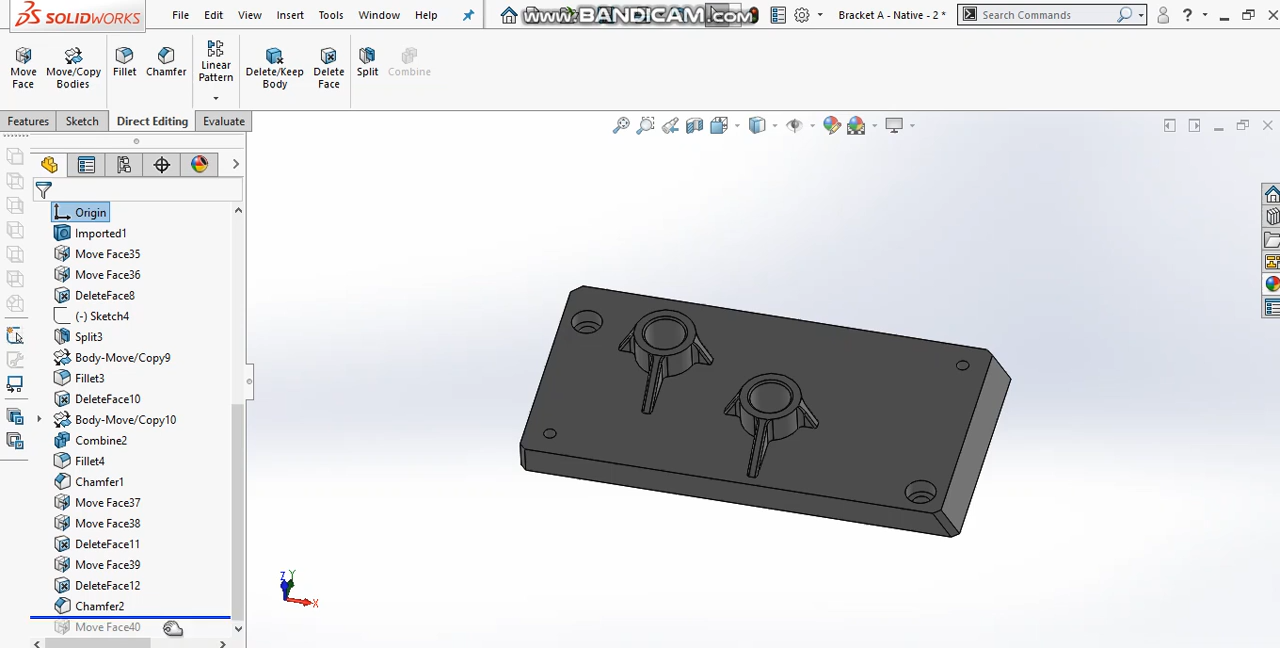 SOLIDWORKS
File Edit View Insert Tools Window Help
www.BANDICAM.com
Bracket A - Native - 2 *
Search Commands
?
Move Face
Move/Copy Bodies
Fillet
Chamfer
Linear Pattern
Delete/Keep Body
Delete Face
Split
Combine
Features Sketch Direct Editing Evaluate
Origin
Imported1
Move Face35
Move Face36
DeleteFace8
(-) Sketch4
Split3
Body-Move/Copy9
Fillet3
DeleteFace10
Body-Move/Copy10
Combine2
Fillet4
Chamfer1
Move Face37
Move Face38
DeleteFace11
Move Face39
DeleteFace12
Chamfer2
Move Face40
Z Y
X